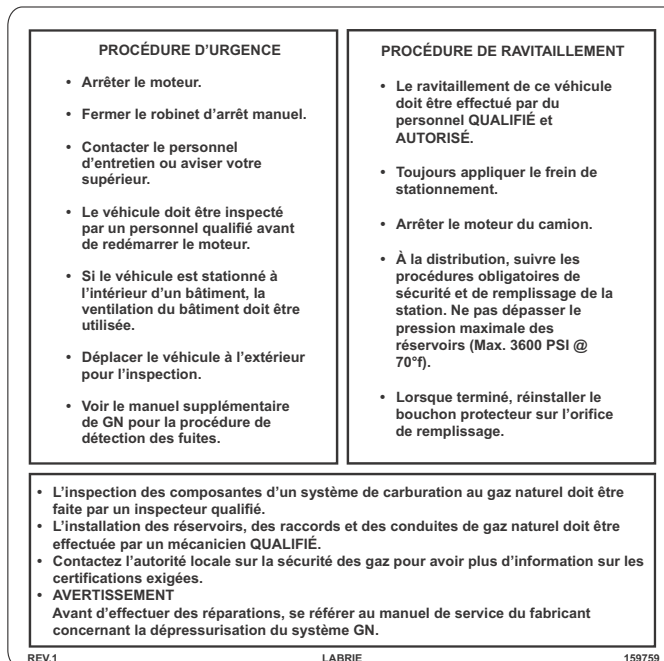 PROCÉDURE D'URGENCE
• Arrêter le moteur.
• Fermer le robinet d'arrêt manuel.
• Contacter le personnel
d'entretien ou aviser votre
supérieur.
• Le véhicule doit être inspecté
par un personnel qualifié avant
de redémarrer le moteur.
• Si le véhicule est stationné à
l'intérieur d'un bâtiment, la
ventilation du bâtiment doit être
utilisée.
• Déplacer le véhicule à l'extérieur
pour l'inspection.
• Voir le manuel supplémentaire
de GN pour la procédure de
détection des fuites.
PROCÉDURE DE RAVITAILLEMENT
• Le ravitaillement de ce véhicule
doit être effectué par du
personnel QUALIFIÉ et
AUTORISÉ.
• Toujours appliquer le frein de
stationnement.
• Arrêter le moteur du camion.
• À la distribution, suivre les
procédures obligatoires de
sécurité et de remplissage de la
station. Ne pas dépasser le
pression maximale des
réservoirs (Max. 3600 PSI @
70°f).
• Lorsque terminé, réinstaller le
bouchon protecteur sur l'orifice
de remplissage.
• L'inspection des composantes d'un système de carburation au gaz naturel doit être
faite par un inspecteur qualifié.
• L'installation des réservoirs, des raccords et des conduites de gaz naturel doit être
effectuée par un mécanicien QUALIFIÉ.
• Contactez l'autorité locale sur la sécurité des gaz pour avoir plus d'information sur les
certifications exigées.
• AVERTISSEMENT
Avant d'effectuer des réparations, se référer au manuel de service du fabricant
concernant la dépressurisation du système GN.
REV.1 LABRIE 159759